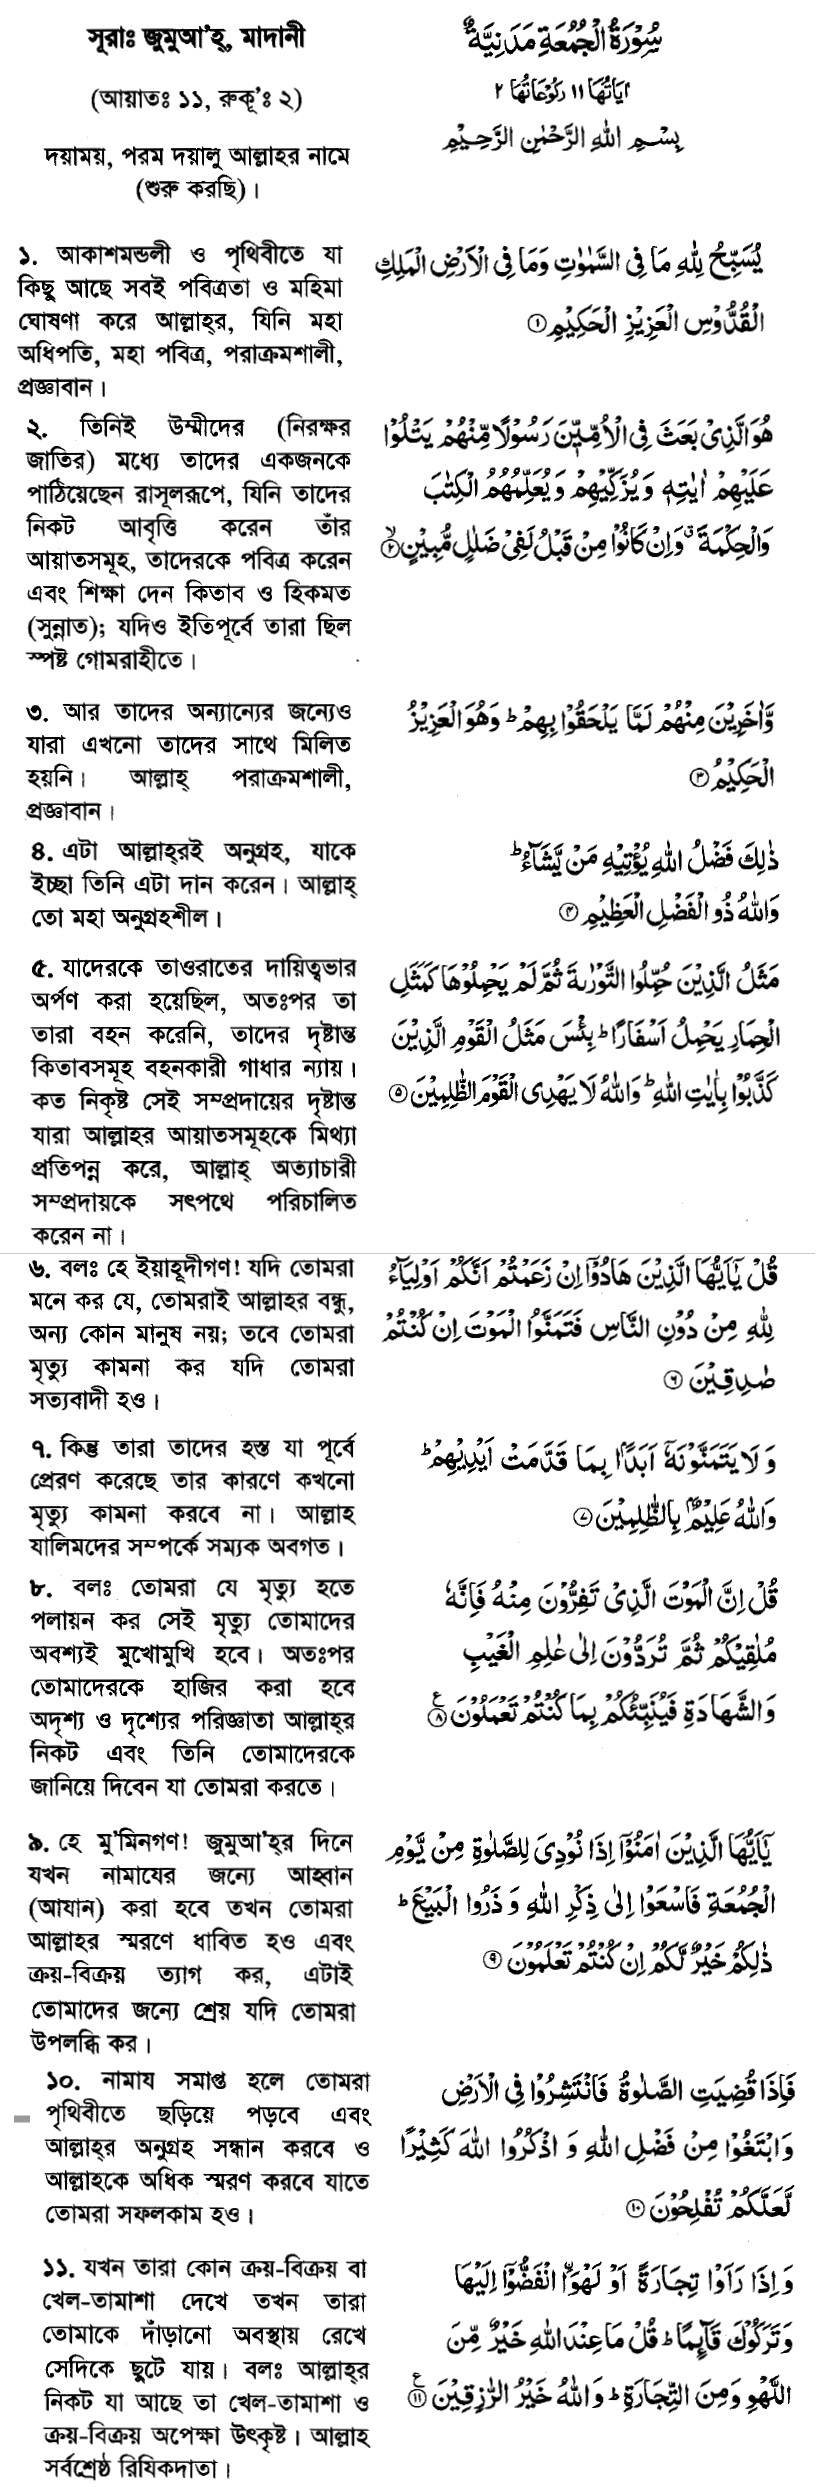 সূরাঃ জুমুআ'হ্, মাদানী
(আয়াতঃ ১১, রুকূ'ঃ ২)
দয়াময়, পরম দয়ালু আল্লাহর নামে
(শুরু করছি)।
سُوْرَةُ الْجُمُعَةِ مَدَنِيَّةٌ
اٰيَاتُهَا ١١ رُكُوْعَاتُهَا ٢
بِسْمِ اللّٰهِ الرَّحْمٰنِ الرَّحِيْمِ
১. আকাশমন্ডলী ও পৃথিবীতে যা
কিছু আছে সবই পবিত্রতা ও মহিমা
ঘোষণা করে আল্লাহ্‌র, যিনি মহা
অধিপতি, মহা পবিত্র, পরাক্রমশালী,
প্রজ্ঞাবান।
يُسَبِّحُ لِلّٰهِ مَا فِى السَّمٰوٰتِ وَمَا فِى الْاَرْضِ الْمَلِكِ
الْقُدُّوْسِ الْعَزِيْزِ الْحَكِيْمِ ①
২. তিনিই উম্মীদের (নিরক্ষর
জাতির) মধ্যে তাদের একজনকে
পাঠিয়েছেন রাসূলরূপে, যিনি তাদের
নিকট আবৃত্তি করেন তাঁর
আয়াতসমূহ, তাদেরকে পবিত্র করেন
এবং শিক্ষা দেন কিতাব ও হিকমত
(সুন্নাত); যদিও ইতিপূর্বে তারা ছিল
স্পষ্ট গোমরাহীতে।
هُوَ الَّذِىْ بَعَثَ فِى الْاُمِّيّٖنَ رَسُوْلًا مِّنْهُمْ يَتْلُوْا
عَلَيْهِمْ اٰيٰتِهٖ وَيُزَكِّيْهِمْ وَيُعَلِّمُهُمُ الْكِتٰبَ
وَالْحِكْمَةَ ۗ وَاِنْ كَانُوْا مِنْ قَبْلُ لَفِىْ ضَلٰلٍ مُّبِيْنٍ ②
৩. আর তাদের অন্যান্যের জন্যেও
যারা এখনো তাদের সাথে মিলিত
হয়নি। আল্লাহ্ পরাক্রমশালী,
প্রজ্ঞাবান।
وَّاٰخَرِيْنَ مِنْهُمْ لَمَّا يَلْحَقُوْا بِهِمْ ؕ وَهُوَ الْعَزِيْزُ
الْحَكِيْمُ ③
৪. এটা আল্লাহ্‌রই অনুগ্রহ, যাকে
ইচ্ছা তিনি এটা দান করেন। আল্লাহ্
তো মহা অনুগ্রহশীল।
ذٰلِكَ فَضْلُ اللّٰهِ يُؤْتِيْهِ مَنْ يَّشَآءُ ؕ
وَاللّٰهُ ذُو الْفَضْلِ الْعَظِيْمِ ④
৫. যাদেরকে তাওরাতের দায়িত্বভার
অর্পণ করা হয়েছিল, অতঃপর তা
তারা বহন করেনি, তাদের দৃষ্টান্ত
কিতাবসমূহ বহনকারী গাধার ন্যায়।
কত নিকৃষ্ট সেই সম্প্রদায়ের দৃষ্টান্ত
যারা আল্লাহর আয়াতসমূহকে মিথ্যা
প্রতিপন্ন করে, আল্লাহ্ অত্যাচারী
সম্প্রদায়কে সৎপথে পরিচালিত
করেন না।
مَثَلُ الَّذِيْنَ حُمِّلُوا التَّوْرٰىةَ ثُمَّ لَمْ يَحْمِلُوْهَا كَمَثَلِ
الْحِمَارِ يَحْمِلُ اَسْفَارًا ؕ بِئْسَ مَثَلُ الْقَوْمِ الَّذِيْنَ
كَذَّبُوْا بِاٰيٰتِ اللّٰهِ ؕ وَاللّٰهُ لَا يَهْدِى الْقَوْمَ الظّٰلِمِيْنَ ⑤
৬. বলঃ হে ইয়াহূদীগণ! যদি তোমরা
মনে কর যে, তোমরাই আল্লাহর বন্ধু,
অন্য কোন মানুষ নয়; তবে তোমরা
মৃত্যু কামনা কর যদি তোমরা
সত্যবাদী হও।
قُلْ يٰۤاَيُّهَا الَّذِيْنَ هَادُوْۤا اِنْ زَعَمْتُمْ اَنَّكُمْ اَوْلِيَآءُ
لِلّٰهِ مِنْ دُوْنِ النَّاسِ فَتَمَنَّوُا الْمَوْتَ اِنْ كُنْتُمْ
صٰدِقِيْنَ ⑥
৭. কিন্তু তারা তাদের হস্ত যা পূর্বে
প্রেরণ করেছে তার কারণে কখনো
মৃত্যু কামনা করবে না। আল্লাহ
যালিমদের সম্পর্কে সম্যক অবগত।
وَلَا يَتَمَنَّوْنَهٗۤ اَبَدًۢا بِمَا قَدَّمَتْ اَيْدِيْهِمْ ؕ
وَاللّٰهُ عَلِيْمٌۢ بِالظّٰلِمِيْنَ ⑦
৮. বলঃ তোমরা যে মৃত্যু হতে
পলায়ন কর সেই মৃত্যু তোমাদের
অবশ্যই মুখোমুখি হবে। অতঃপর
তোমাদেরকে হাজির করা হবে
অদৃশ্য ও দৃশ্যের পরিজ্ঞাতা আল্লাহ্‌র
নিকট এবং তিনি তোমাদেরকে
জানিয়ে দিবেন যা তোমরা করতে।
قُلْ اِنَّ الْمَوْتَ الَّذِىْ تَفِرُّوْنَ مِنْهُ فَاِنَّهٗ
مُلٰقِيْكُمْ ثُمَّ تُرَدُّوْنَ اِلٰى عٰلِمِ الْغَيْبِ
وَالشَّهَادَةِ فَيُنَبِّئُكُمْ بِمَا كُنْتُمْ تَعْمَلُوْنَ ⑧ ع
৯. হে মু'মিনগণ! জুমুআ'হ্‌র দিনে
যখন নামাযের জন্যে আহ্বান
(আযান) করা হবে তখন তোমরা
আল্লাহর স্মরণে ধাবিত হও এবং
ক্রয়-বিক্রয় ত্যাগ কর, এটাই
তোমাদের জন্যে শ্রেয় যদি তোমরা
উপলব্ধি কর।
يٰۤاَيُّهَا الَّذِيْنَ اٰمَنُوْۤا اِذَا نُوْدِىَ لِلصَّلٰوةِ مِنْ يَّوْمِ
الْجُمُعَةِ فَاسْعَوْا اِلٰى ذِكْرِ اللّٰهِ وَذَرُوا الْبَيْعَ ؕ
ذٰلِكُمْ خَيْرٌ لَّكُمْ اِنْ كُنْتُمْ تَعْلَمُوْنَ ⑨
১০. নামায সমাপ্ত হলে তোমরা
পৃথিবীতে ছড়িয়ে পড়বে এবং
আল্লাহ্‌র অনুগ্রহ সন্ধান করবে ও
আল্লাহকে অধিক স্মরণ করবে যাতে
তোমরা সফলকাম হও।
فَاِذَا قُضِيَتِ الصَّلٰوةُ فَانْتَشِرُوْا فِى الْاَرْضِ
وَابْتَغُوْا مِنْ فَضْلِ اللّٰهِ وَاذْكُرُوا اللّٰهَ كَثِيْرًا
لَّعَلَّكُمْ تُفْلِحُوْنَ ⑩
১১. যখন তারা কোন ক্রয়-বিক্রয় বা
খেল-তামাশা দেখে তখন তারা
তোমাকে দাঁড়ানো অবস্থায় রেখে
সেদিকে ছুটে যায়। বলঃ আল্লাহ্‌র
নিকট যা আছে তা খেল-তামাশা ও
ক্রয়-বিক্রয় অপেক্ষা উৎকৃষ্ট। আল্লাহ
সর্বশ্রেষ্ঠ রিযিকদাতা।
وَاِذَا رَاَوْا تِجَارَةً اَوْ لَهْوَا۟ انْفَضُّوْۤا اِلَيْهَا
وَتَرَكُوْكَ قَآئِمًا ؕ قُلْ مَا عِنْدَ اللّٰهِ خَيْرٌ مِّنَ
اللَّهْوِ وَمِنَ التِّجَارَةِ ؕ وَاللّٰهُ خَيْرُ الرّٰزِقِيْنَ ⑪ ع